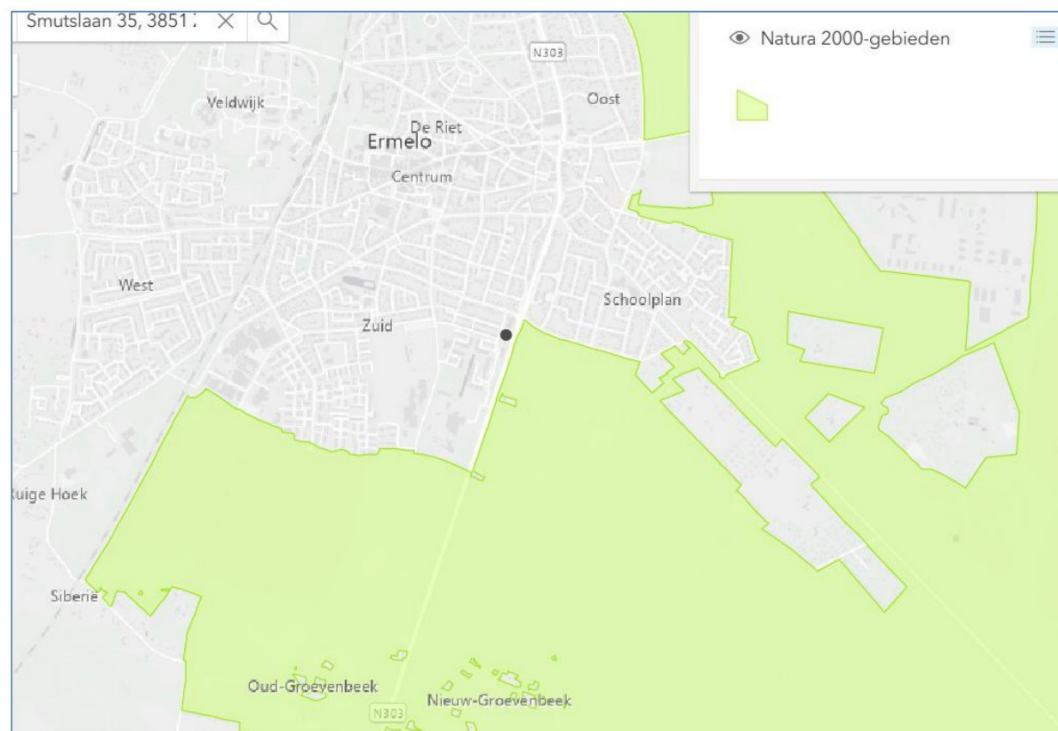 Smutslaan 35, 3851
Natura 2000-gebieden
N303
Veldwijk
Oost
De Riet
Ermelo
Centrum
West
Schoolplan
Zuid
Ruige Hoek
Siberië
Oud-Groevenbeek
Nieuw-Groevenbeek
N303